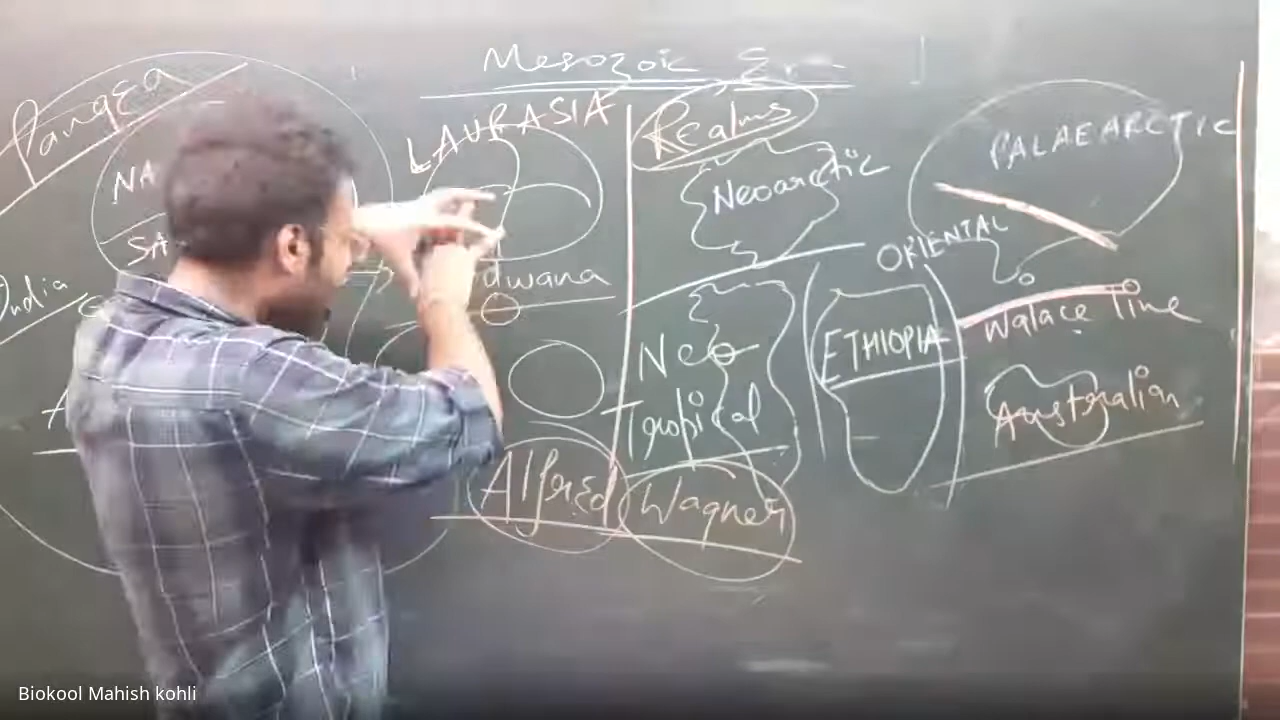 Mesozoic Era
Pangea
NA
SA
India
LAURASIA
dwana
Realms
Neoarctic
PALAEARCTIC
ORIENTAL
Neo
Tropical
ETHIOPIA
Walace line
Australian
Alfred Wagner
Biokool Mahish kohli